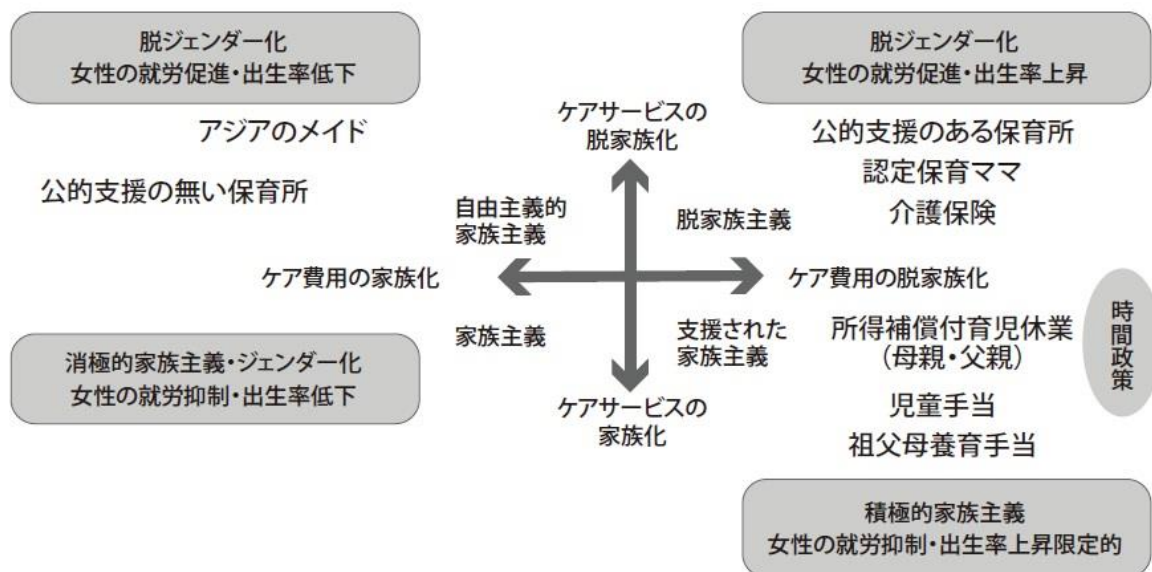 脱ジェンダー化
女性の就労促進・出生率低下
脱ジェンダー化
女性の就労促進・出生率上昇
アジアのメイド
公的支援の無い保育所
ケアサービスの
脱家族化
公的支援のある保育所
認定保育ママ
介護保険
自由主義的
家族主義
脱家族主義
ケア費用の家族化
ケア費用の脱家族化
家族主義
支援された
家族主義
所得補償付育児休業
(母親・父親)
児童手当
祖父母養育手当
時間政策
消極的家族主義・ジェンダー化
女性の就労抑制・出生率低下
ケアサービスの
家族化
積極的家族主義
女性の就労抑制・出生率上昇限定的